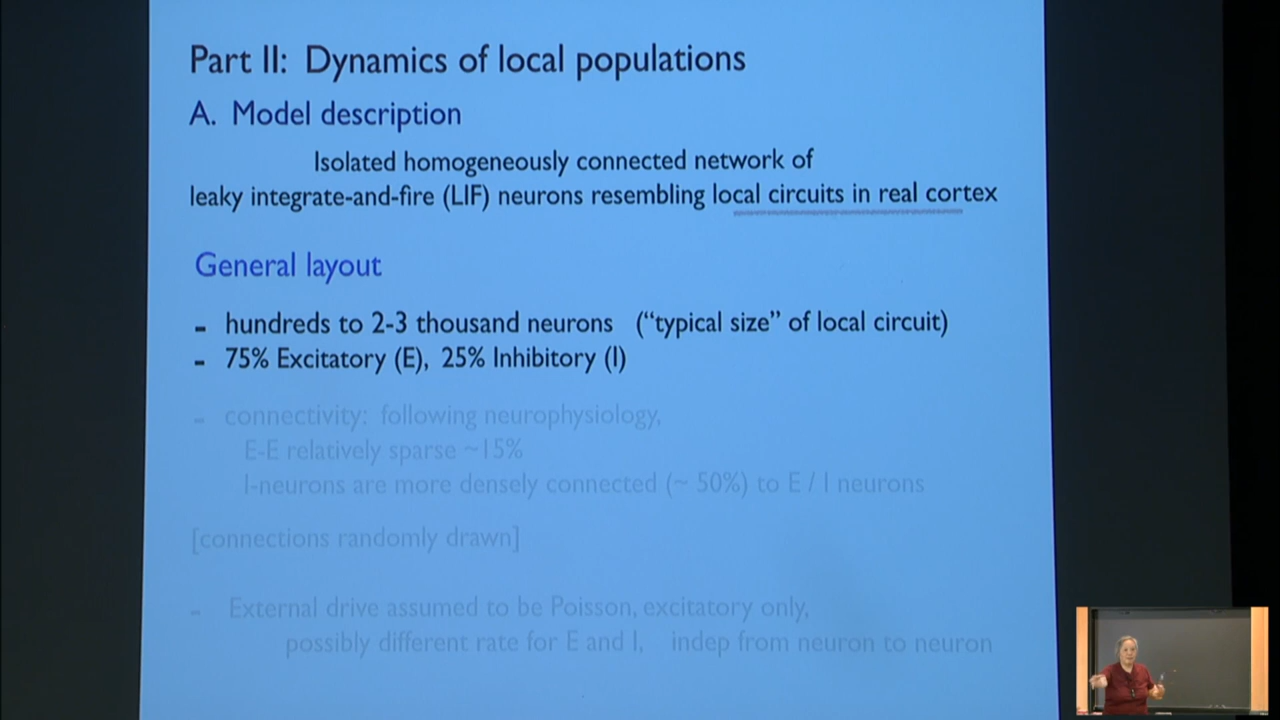 Part II: Dynamics of local populations
A. Model description
Isolated homogeneously connected network of
leaky integrate-and-fire (LIF) neurons resembling local circuits in real cortex
General layout
- hundreds to 2-3 thousand neurons ("typical size" of local circuit)
- 75% Excitatory (E), 25% Inhibitory (I)
- connectivity: following neurophysiology,
E-E relatively sparse ~15%
I-neurons are more densely connected (~ 50%) to E / I neurons
[connections randomly drawn]
- External drive assumed to be Poisson, excitatory only,
possibly different rate for E and I, indep from neuron to neuron